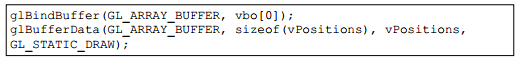 glBindBuffer(GL_ARRAY_BUFFER, vbo[0]);
glBufferData(GL_ARRAY_BUFFER, sizeof(vPositions), vPositions,
GL_STATIC_DRAW);